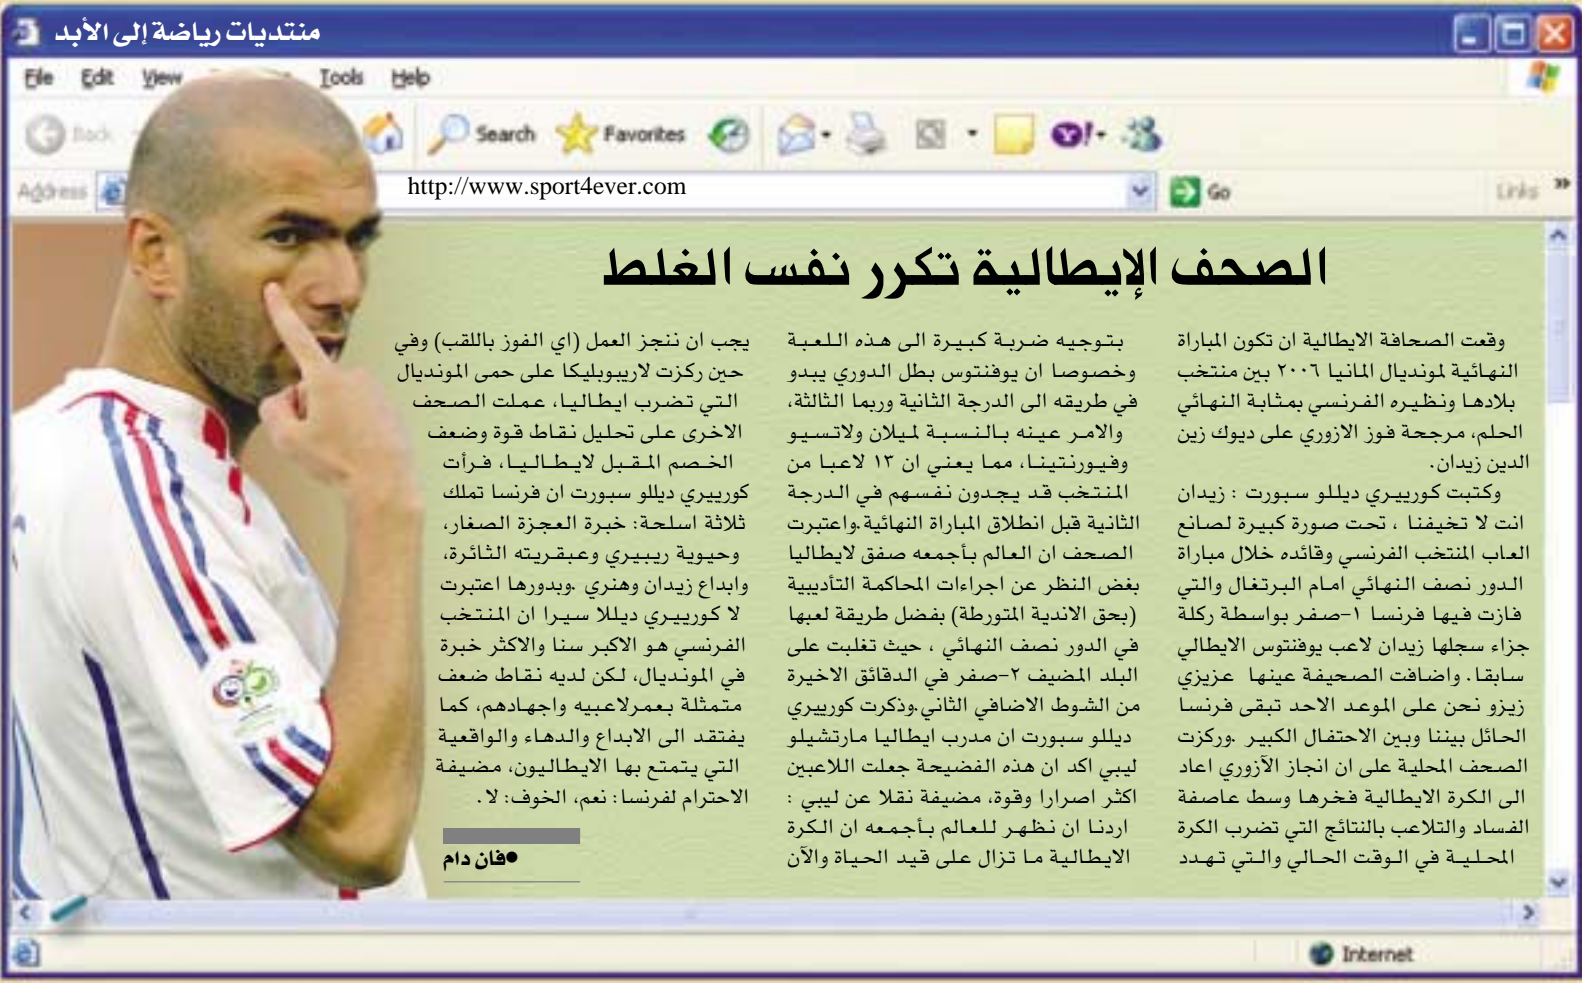 منتديات رياضة إلى الأبد
File Edit View Tools Help
Back Search Favorites
Address http://www.sport4ever.com Go Links
الصحف الإيطالية تكرر نفس الغلط
وقعت الصحافة الايطالية ان تكون المباراة
النهائية لمونديال المانيا ٢٠٠٦ بين منتخب
بلادها ونظيره الفرنسي بمثابة النهائي
الحلم، مرجحة فوز الازوري على ديوك زين
الدين زيدان.
وكتبت كورييري ديللو سبورت : زيدان
انت لا تخيفنا ، تحت صورة كبيرة لصانع
العاب المنتخب الفرنسي وقائده خلال مباراة
الدور نصف النهائي امام البرتغال والتي
فازت فيها فرنسا ١-صفر بواسطة ركلة
جزاء سجلها زيدان لاعب يوفنتوس الايطالي
سابقا. واضافت الصحيفة عينها عزيزي
زيزو نحن على الموعد الاحد تبقى فرنسا
الحائل بيننا وبين الاحتفال الكبير .وركزت
الصحف المحلية على ان انجاز الآزوري اعاد
الى الكرة الايطالية فخرها وسط عاصفة
الفساد والتلاعب بالنتائج التي تضرب الكرة
المحلية في الوقت الحالي والتي تهدد
بتوجيه ضربة كبيرة الى هذه اللعبة
وخصوصا ان يوفنتوس بطل الدوري يبدو
في طريقه الى الدرجة الثانية وربما الثالثة،
والامر عينه بالنسبة لميلان ولاتسيو
وفيورنتينا، مما يعني ان ١٣ لاعبا من
المنتخب قد يجدون نفسهم في الدرجة
الثانية قبل انطلاق المباراة النهائية.واعتبرت
الصحف ان العالم بأجمعه صفق لايطاليا
بغض النظر عن اجراءات المحاكمة التأديبية
(بحق الاندية المتورطة) بفضل طريقة لعبها
في الدور نصف النهائي ، حيث تغلبت على
البلد المضيف ٢-صفر في الدقائق الاخيرة
من الشوط الاضافي الثاني.وذكرت كورييري
ديللو سبورت ان مدرب ايطاليا مارتشيلو
ليبي اكد ان هذه الفضيحة جعلت اللاعبين
اكثر اصرارا وقوة، مضيفة نقلا عن ليبي :
اردنا ان نظهر للعالم بأجمعه ان الكرة
الايطالية ما تزال على قيد الحياة والآن
يجب ان ننجز العمل (اي الفوز باللقب) وفي
حين ركزت لاريبوبليكا على حمى المونديال
التي تضرب ايطاليا، عملت الصحف
الاخرى على تحليل نقاط قوة وضعف
الخصم المقبل لايطاليا، فرأت
كورييري ديللو سبورت ان فرنسا تملك
ثلاثة اسلحة: خبرة العجزة الصغار،
وحيوية ريبيري وعبقريته الثائرة،
وابداع زيدان وهنري .وبدورها اعتبرت
لا كورييري ديللا سيرا ان المنتخب
الفرنسي هو الاكبر سنا والاكثر خبرة
في المونديال، لكن لديه نقاط ضعف
متمثلة بعمرلاعبيه واجهادهم، كما
يفتقد الى الابداع والدهاء والواقعية
التي يتمتع بها الايطاليون، مضيفة
الاحترام لفرنسا: نعم، الخوف: لا.
●فان دام
Internet